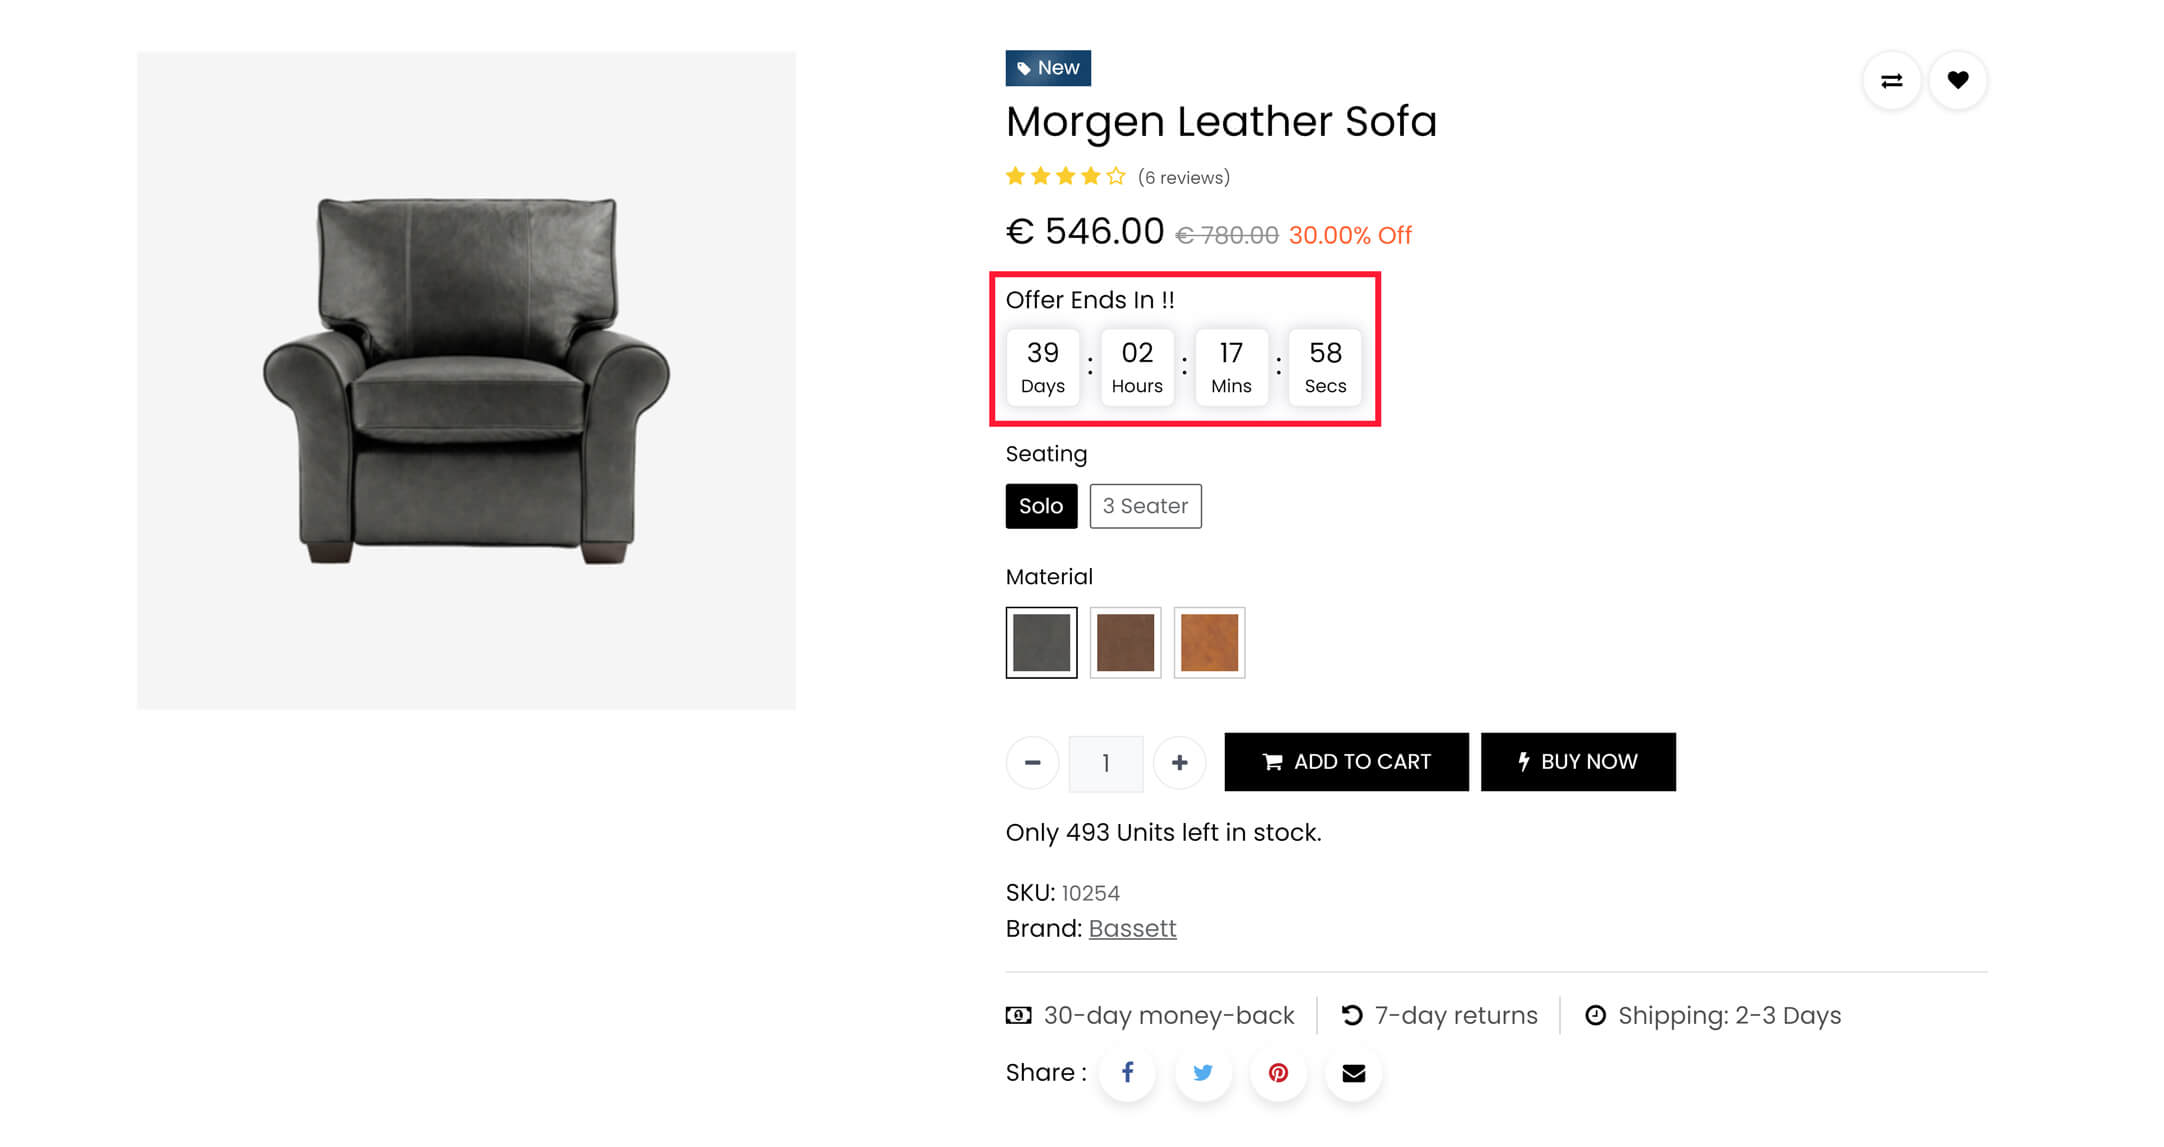 New
Morgen Leather Sofa
(6 reviews)
€ 546.00 € 780.00 30.00% Off
Offer Ends In !!
39 : 02 : 17 : 58
Days Hours Mins Secs
Seating
Solo 3 Seater
Material
1 ADD TO CART BUY NOW
Only 493 Units left in stock.
SKU: 10254
Brand: Bassett
30-day money-back 7-day returns Shipping: 2-3 Days
Share :